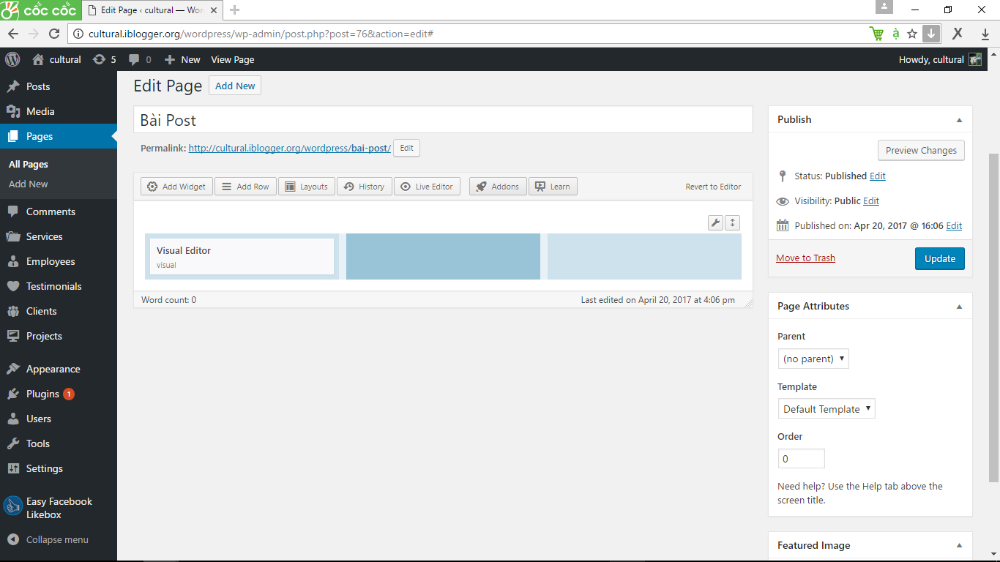 cốc cốc
Edit Page ‹ cultural — Wor
cultural.iblogger.org/wordpress/wp-admin/post.php?post=76&action=edit#
cultural 5 0 New View Page
Howdy, cultural
Posts
Media
Pages
All Pages
Add New
Comments
Services
Employees
Testimonials
Clients
Projects
Appearance
Plugins 1
Users
Tools
Settings
Easy Facebook
Likebox
Collapse menu
Edit Page Add New
Bài Post
Permalink: http://cultural.iblogger.org/wordpress/bai-post/ Edit
Add Widget Add Row Layouts History Live Editor Addons Learn Revert to Editor
Visual Editor
visual
Word count: 0 Last edited on April 20, 2017 at 4:06 pm
Publish
Preview Changes
Status: Published Edit
Visibility: Public Edit
Published on: Apr 20, 2017 @ 16:06 Edit
Move to Trash Update
Page Attributes
Parent
(no parent)
Template
Default Template
Order
0
Need help? Use the Help tab above the
screen title.
Featured Image